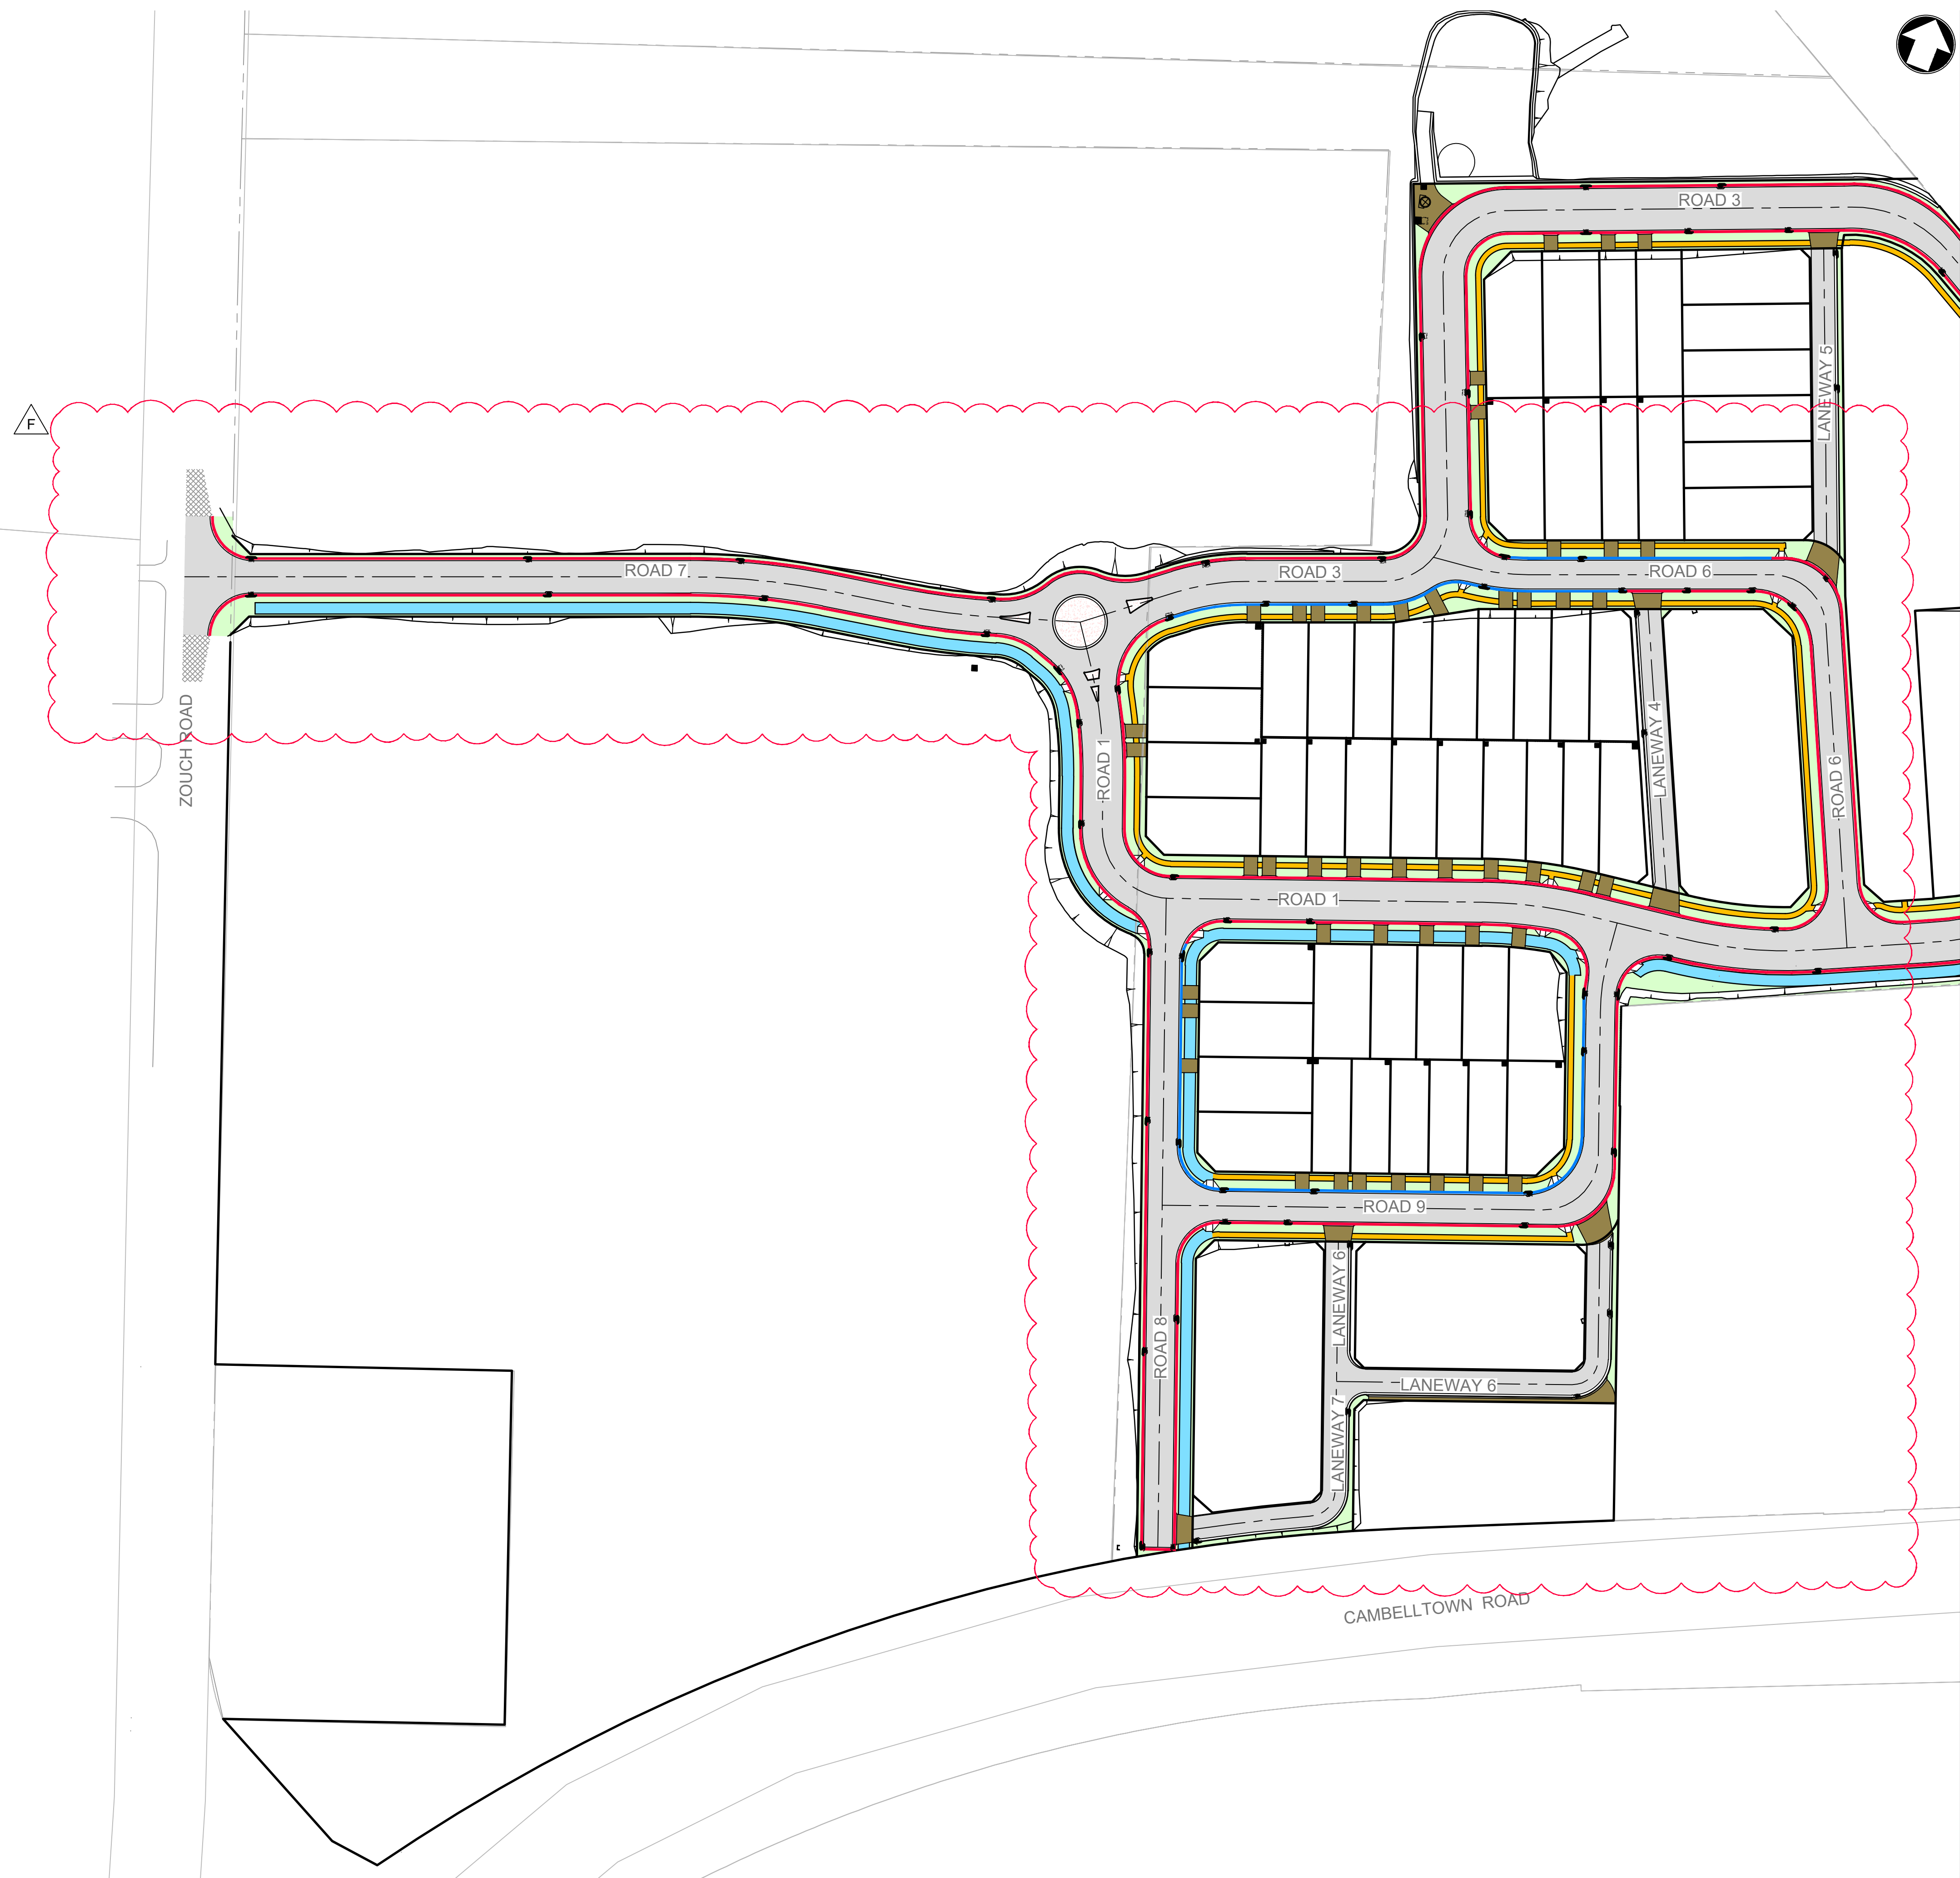 ROAD 3
LANEWAY 5
F
ROAD 7
ROAD 3
ROAD 6
ZOUCH ROAD
ROAD 1
LANEWAY 4
ROAD 6
ROAD 1
ROAD 9
LANEWAY 6
ROAD 8
LANEWAY 6
LANEWAY 7
CAMBELLTOWN ROAD